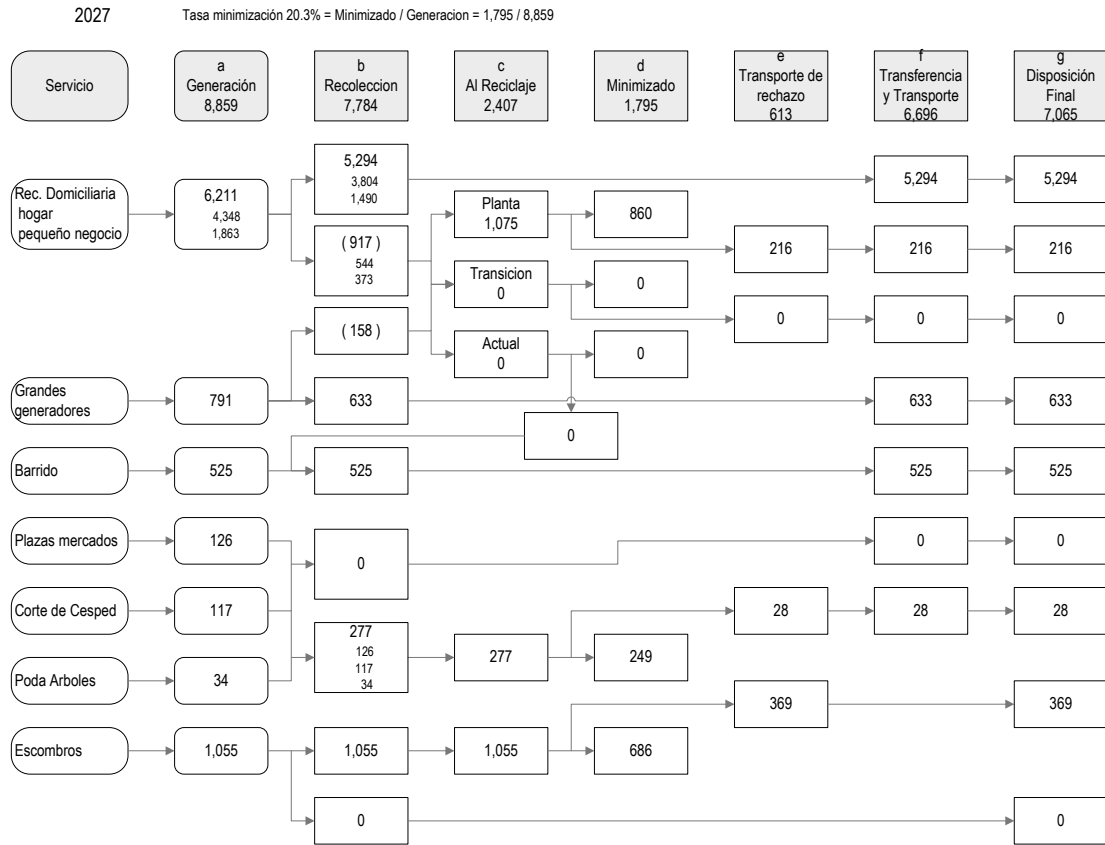 2027
Tasa minimización 20.3% = Minimizado / Generacion = 1,795 / 8,859
Servicio
a
Generación
8,859
b
Recoleccion
7,784
c
Al Reciclaje
2,407
d
Minimizado
1,795
e
Transporte de
rechazo
613
f
Transferencia
y Transporte
6,696
g
Disposición
Final
7,065
Rec. Domiciliaria
hogar
pequeño negocio
6,211
4,348
1,863
5,294
3,804
1,490
5,294
5,294
( 917 )
544
373
Planta
1,075
860
216
216
216
Transicion
0
0
0
0
0
( 158 )
Actual
0
0
Grandes
generadores
791
633
633
633
0
Barrido
525
525
525
525
Plazas mercados
126
0
0
0
Corte de Cesped
117
28
28
28
277
126
117
34
277
249
Poda Arboles
34
369
369
Escombros
1,055
1,055
1,055
686
0
0